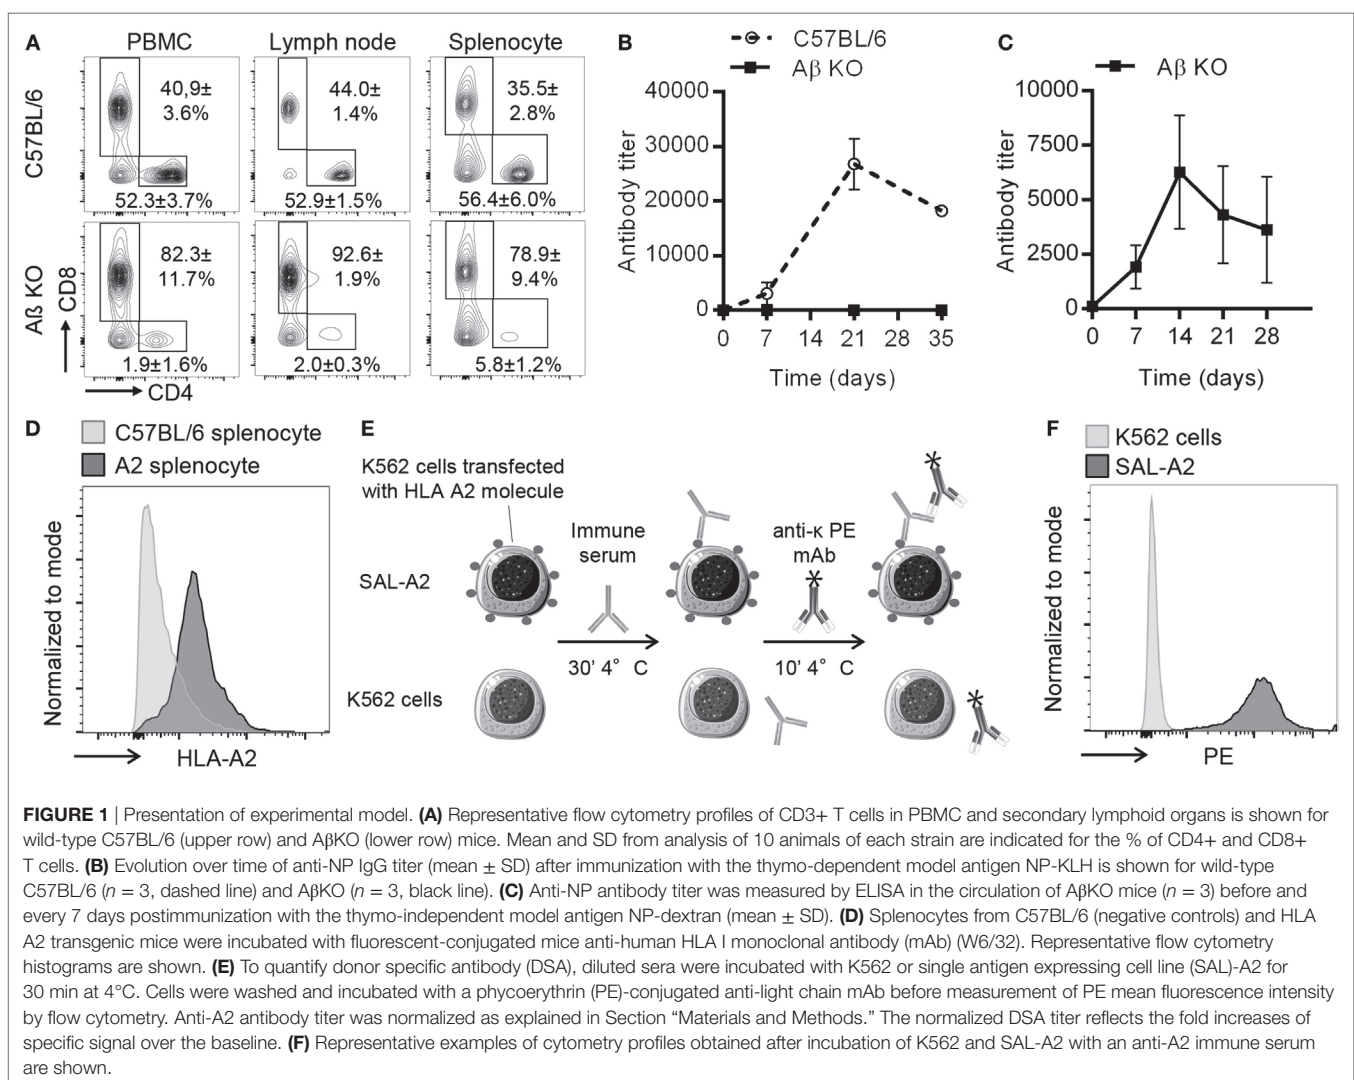 A
PBMC
Lymph node
Splenocyte
C57BL/6
40,9±
3.6%
52.3±3.7%
44.0±
1.4%
52.9±1.5%
35.5±
2.8%
56.4±6.0%
Aß KO
CD8
82.3±
11.7%
1.9±1.6%
92.6±
1.9%
2.0±0.3%
78.9±
9.4%
5.8±1.2%
CD4
B
C57BL/6
Aβ KO
Antibody titer
40000
30000
20000
10000
0
0 7 14 21 28 35
Time (days)
C
Aβ KO
Antibody titer
10000
7500
5000
2500
0
0 7 14 21 28
Time (days)
D
C57BL/6 splenocyte
A2 splenocyte
Normalized to mode
HLA-A2
E
K562 cells transfected
with HLA A2 molecule
Immune
serum
anti-κ PE
mAb
SAL-A2
30' 4° C
10' 4° C
K562 cells
F
K562 cells
SAL-A2
Normalized to mode
PE
FIGURE 1 | Presentation of experimental model. (A) Representative flow cytometry profiles of CD3+ T cells in PBMC and secondary lymphoid organs is shown for
wild-type C57BL/6 (upper row) and AβKO (lower row) mice. Mean and SD from analysis of 10 animals of each strain are indicated for the % of CD4+ and CD8+
T cells. (B) Evolution over time of anti-NP IgG titer (mean ± SD) after immunization with the thymo-dependent model antigen NP-KLH is shown for wild-type
C57BL/6 (n = 3, dashed line) and AβKO (n = 3, black line). (C) Anti-NP antibody titer was measured by ELISA in the circulation of AβKO mice (n = 3) before and
every 7 days postimmunization with the thymo-independent model antigen NP-dextran (mean ± SD). (D) Splenocytes from C57BL/6 (negative controls) and HLA
A2 transgenic mice were incubated with fluorescent-conjugated mice anti-human HLA I monoclonal antibody (mAb) (W6/32). Representative flow cytometry
histograms are shown. (E) To quantify donor specific antibody (DSA), diluted sera were incubated with K562 or single antigen expressing cell line (SAL)-A2 for
30 min at 4°C. Cells were washed and incubated with a phycoerythrin (PE)-conjugated anti-light chain mAb before measurement of PE mean fluorescence intensity
by flow cytometry. Anti-A2 antibody titer was normalized as explained in Section “Materials and Methods.” The normalized DSA titer reflects the fold increases of
specific signal over the baseline. (F) Representative examples of cytometry profiles obtained after incubation of K562 and SAL-A2 with an anti-A2 immune serum
are shown.